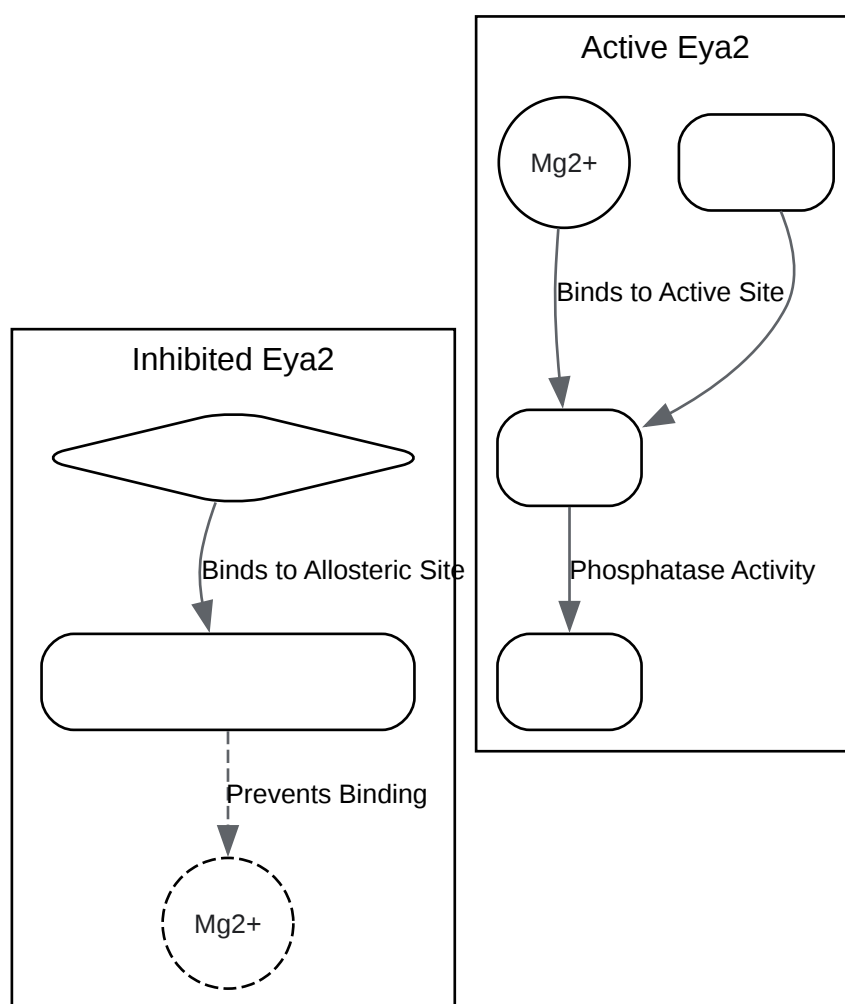 Active Eya2
Mg2+
Binds to Active Site
Phosphatase Activity
Inhibited Eya2
Binds to Allosteric Site
Prevents Binding
Mg2+